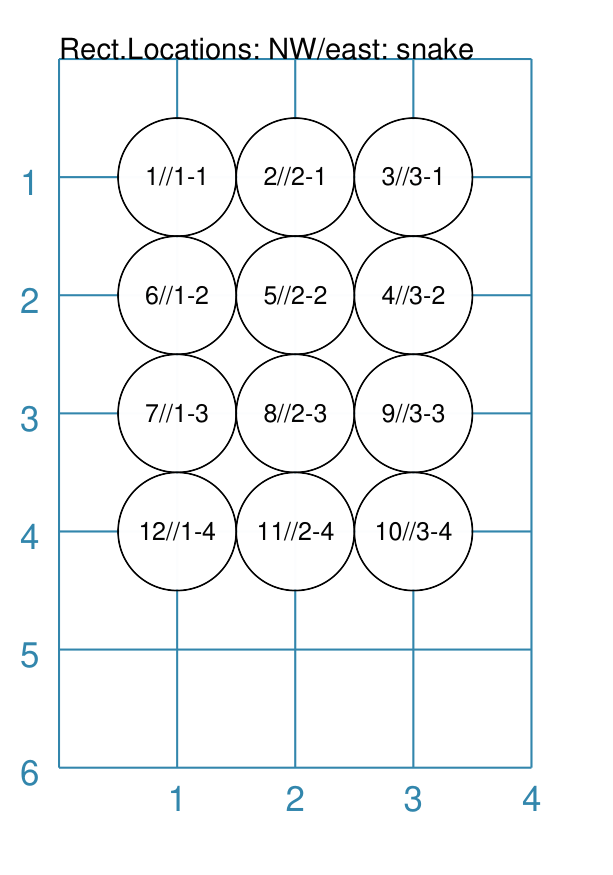 Rect.Locations: NW/east: snake
1 1//1-1 2//2-1 3//3-1
2 6//1-2 5//2-2 4//3-2
3 7//1-3 8//2-3 9//3-3
4 12//1-4 11//2-4 10//3-4
5
6
1 2 3 4